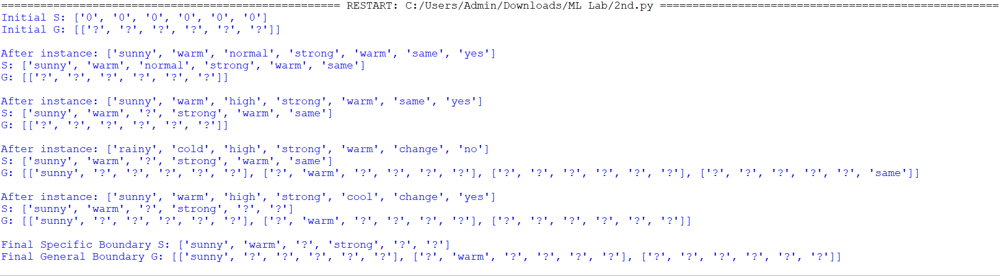 ==================================================== RESTART: C:/Users/Admin/Downloads/ML Lab/2nd.py ====================================================
Initial S: ['0', '0', '0', '0', '0', '0']
Initial G: [['?', '?', '?', '?', '?', '?']]
After instance: ['sunny', 'warm', 'normal', 'strong', 'warm', 'same', 'yes']
S: ['sunny', 'warm', 'normal', 'strong', 'warm', 'same']
G: [['?', '?', '?', '?', '?', '?']]
After instance: ['sunny', 'warm', 'high', 'strong', 'warm', 'same', 'yes']
S: ['sunny', 'warm', '?', 'strong', 'warm', 'same']
G: [['?', '?', '?', '?', '?', '?']]
After instance: ['rainy', 'cold', 'high', 'strong', 'warm', 'change', 'no']
S: ['sunny', 'warm', '?', 'strong', 'warm', 'same']
G: [['sunny', '?', '?', '?', '?', '?'], ['?', 'warm', '?', '?', '?', '?'], ['?', '?', '?', '?', '?', '?'], ['?', '?', '?', '?', '?', 'same']]
After instance: ['sunny', 'warm', 'high', 'strong', 'cool', 'change', 'yes']
S: ['sunny', 'warm', '?', 'strong', '?', '?']
G: [['sunny', '?', '?', '?', '?', '?'], ['?', 'warm', '?', '?', '?', '?'], ['?', '?', '?', '?', '?', '?']]
Final Specific Boundary S: ['sunny', 'warm', '?', 'strong', '?', '?']
Final General Boundary G: [['sunny', '?', '?', '?', '?', '?'], ['?', 'warm', '?', '?', '?', '?'], ['?', '?', '?', '?', '?', '?']]